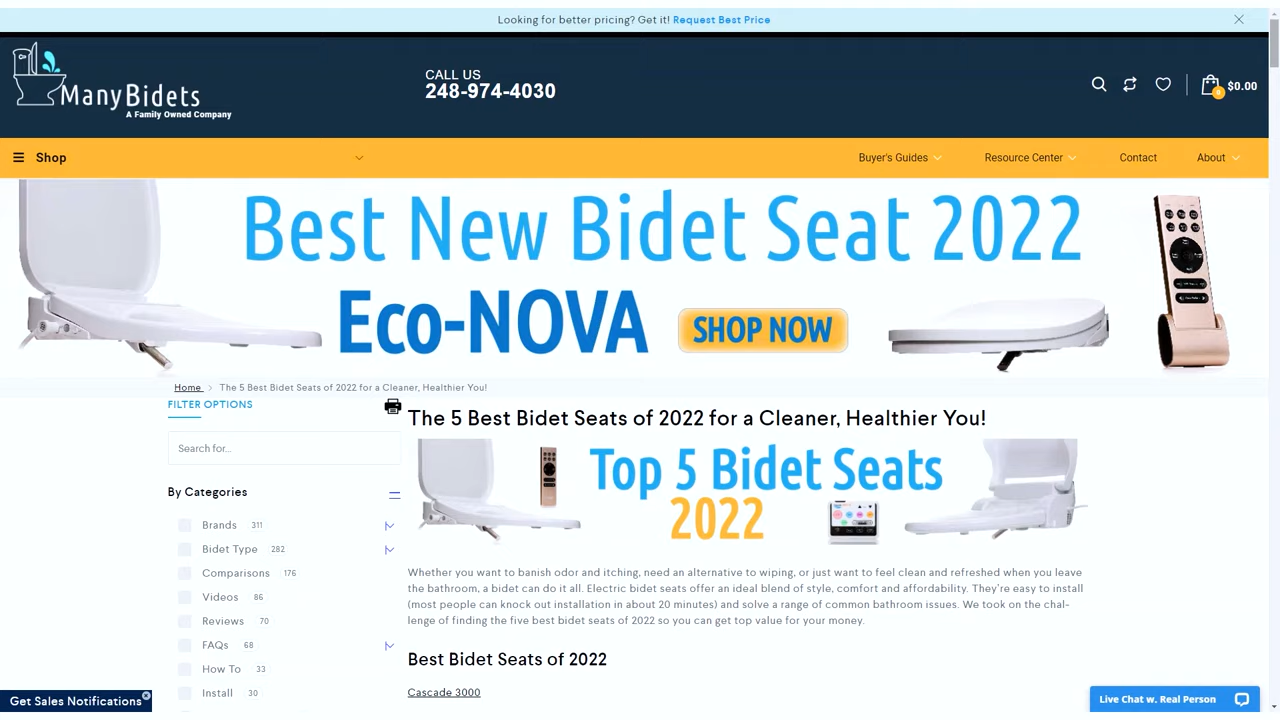 Looking for better pricing? Get it! Request Best Price
ManyBidets
A Family Owned Company
CALL US
248-974-4030
0
$0.00
Shop
Buyer's Guides
Resource Center
Contact
About
Best New Bidet Seat 2022
Eco-NOVA
SHOP NOW
Home > The 5 Best Bidet Seats of 2022 for a Cleaner, Healthier You!
FILTER OPTIONS
Search for...
By Categories
Brands 311
Bidet Type 282
Comparisons 176
Videos 86
Reviews 70
FAQs 68
How To 33
Install 30
The 5 Best Bidet Seats of 2022 for a Cleaner, Healthier You!
Top 5 Bidet Seats
2022
Whether you want to banish odor and itching, need an alternative to wiping, or just want to feel clean and refreshed when you leave
the bathroom, a bidet can do it all. Electric bidet seats offer an ideal blend of style, comfort and affordability. They're easy to install
(most people can knock out installation in about 20 minutes) and solve a range of common bathroom issues. We took on the chal-
lenge of finding the five best bidet seats of 2022 so you can get top value for your money.
Best Bidet Seats of 2022
Cascade 3000
Get Sales Notifications
Live Chat w. Real Person